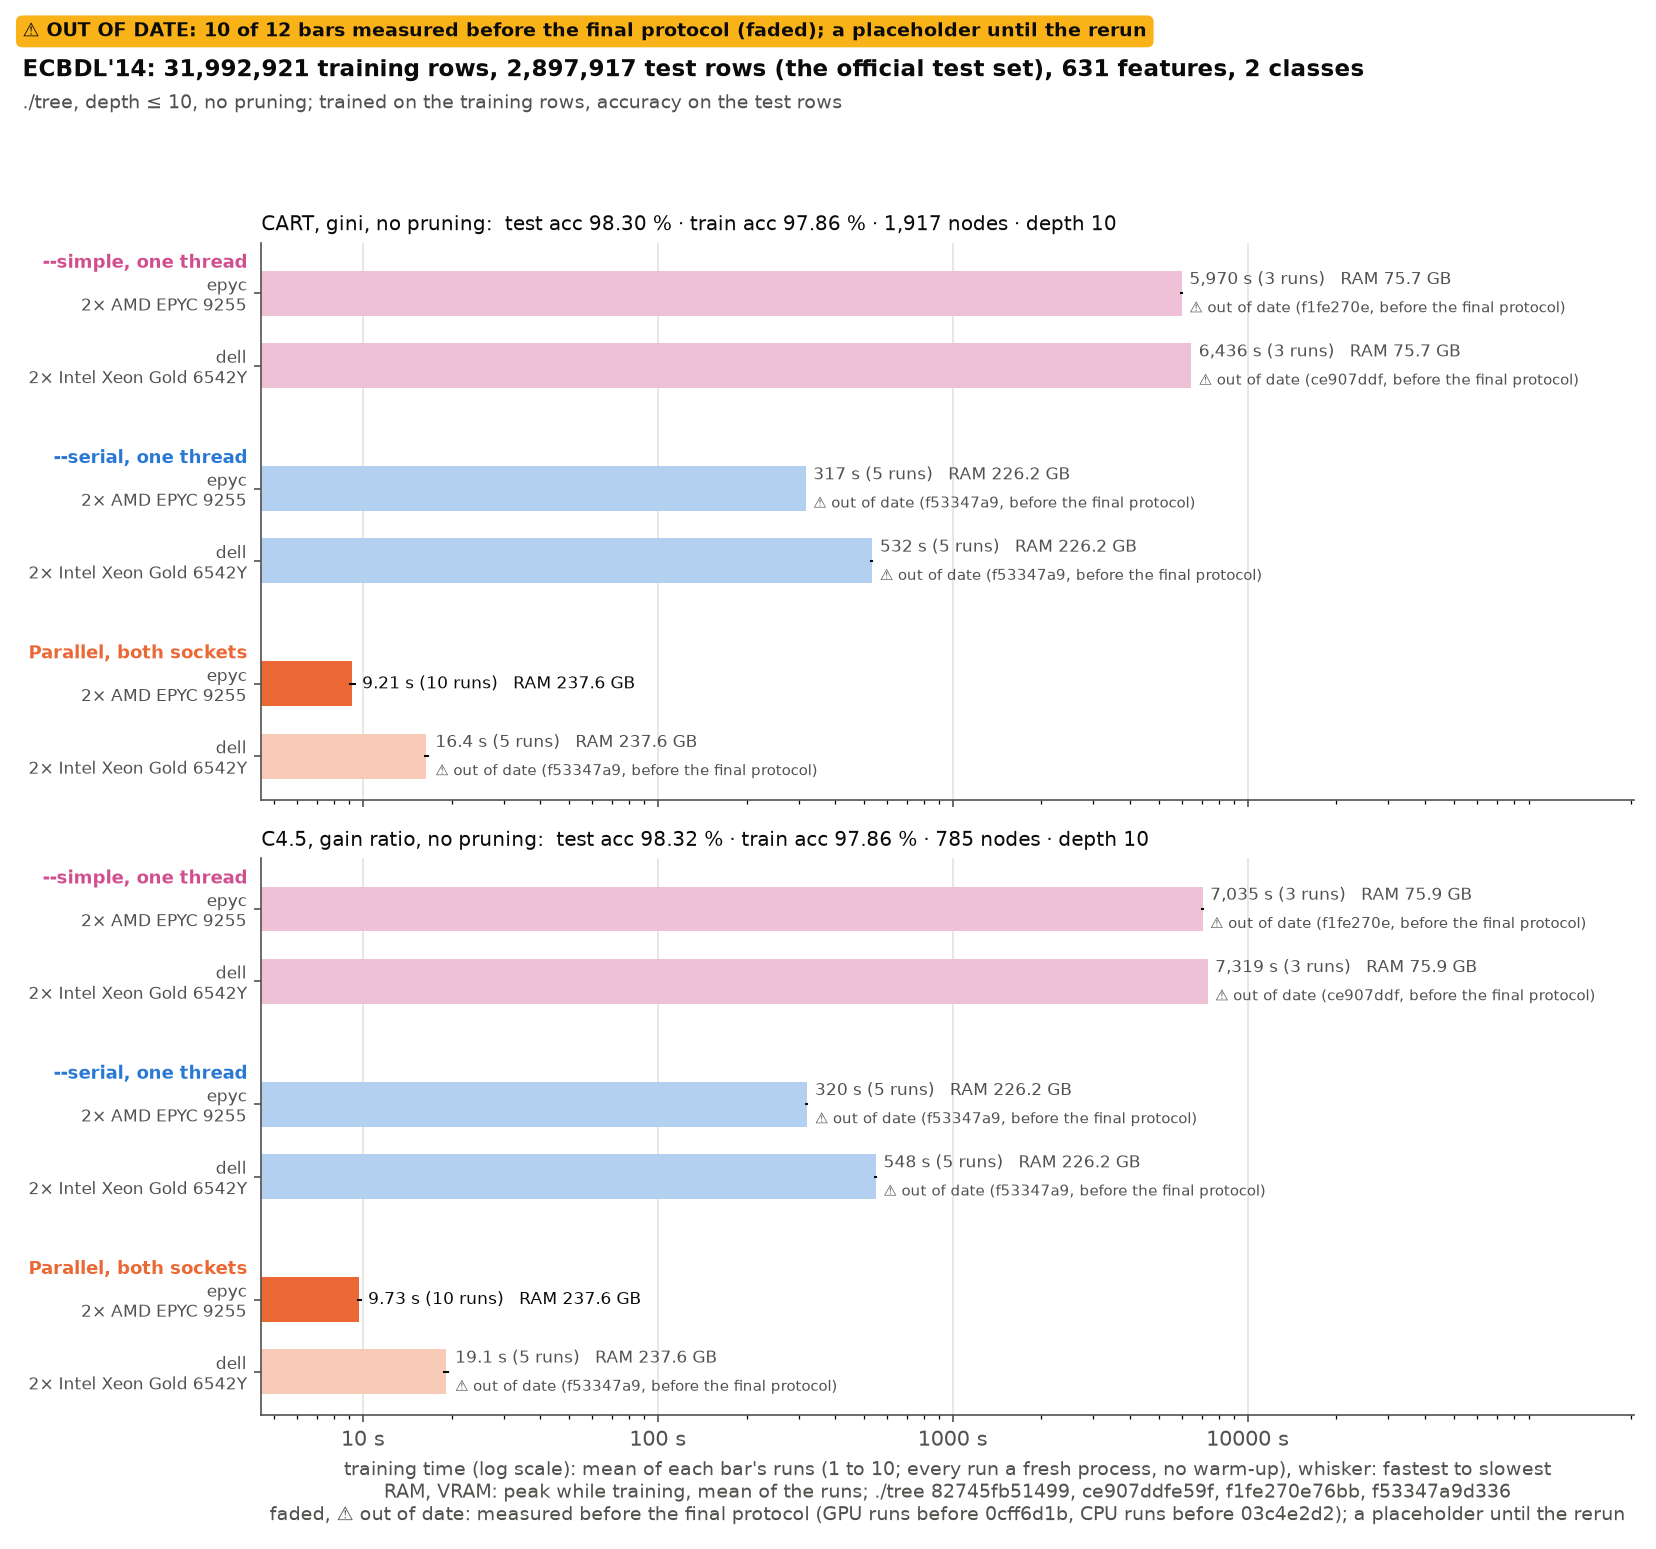 ⚠ OUT OF DATE: 10 of 12 bars measured before the final protocol (faded); a placeholder until the rerun
ECBDL'14: 31,992,921 training rows, 2,897,917 test rows (the official test set), 631 features, 2 classes
./tree, depth ≤ 10, no pruning; trained on the training rows, accuracy on the test rows
CART, gini, no pruning:  test acc 98.30 % · train acc 97.86 % · 1,917 nodes · depth 10
--simple, one thread
epyc
2× AMD EPYC 9255
5,970 s (3 runs)   RAM 75.7 GB
⚠ out of date (f1fe270e, before the final protocol)
dell
2× Intel Xeon Gold 6542Y
6,436 s (3 runs)   RAM 75.7 GB
⚠ out of date (ce907ddf, before the final protocol)
--serial, one thread
epyc
2× AMD EPYC 9255
317 s (5 runs)   RAM 226.2 GB
⚠ out of date (f53347a9, before the final protocol)
dell
2× Intel Xeon Gold 6542Y
532 s (5 runs)   RAM 226.2 GB
⚠ out of date (f53347a9, before the final protocol)
Parallel, both sockets
epyc
2× AMD EPYC 9255
9.21 s (10 runs)   RAM 237.6 GB
dell
2× Intel Xeon Gold 6542Y
16.4 s (5 runs)   RAM 237.6 GB
⚠ out of date (f53347a9, before the final protocol)
C4.5, gain ratio, no pruning:  test acc 98.32 % · train acc 97.86 % · 785 nodes · depth 10
--simple, one thread
epyc
2× AMD EPYC 9255
7,035 s (3 runs)   RAM 75.9 GB
⚠ out of date (f1fe270e, before the final protocol)
dell
2× Intel Xeon Gold 6542Y
7,319 s (3 runs)   RAM 75.9 GB
⚠ out of date (ce907ddf, before the final protocol)
--serial, one thread
epyc
2× AMD EPYC 9255
320 s (5 runs)   RAM 226.2 GB
⚠ out of date (f53347a9, before the final protocol)
dell
2× Intel Xeon Gold 6542Y
548 s (5 runs)   RAM 226.2 GB
⚠ out of date (f53347a9, before the final protocol)
Parallel, both sockets
epyc
2× AMD EPYC 9255
9.73 s (10 runs)   RAM 237.6 GB
dell
2× Intel Xeon Gold 6542Y
19.1 s (5 runs)   RAM 237.6 GB
⚠ out of date (f53347a9, before the final protocol)
10 s 100 s 1000 s 10000 s
training time (log scale): mean of each bar's runs (1 to 10; every run a fresh process, no warm-up), whisker: fastest to slowest
RAM, VRAM: peak while training, mean of the runs; ./tree 82745fb51499, ce907ddfe59f, f1fe270e76bb, f53347a9d336
faded, ⚠ out of date: measured before the final protocol (GPU runs before 0cff6d1b, CPU runs before 03c4e2d2); a placeholder until the rerun